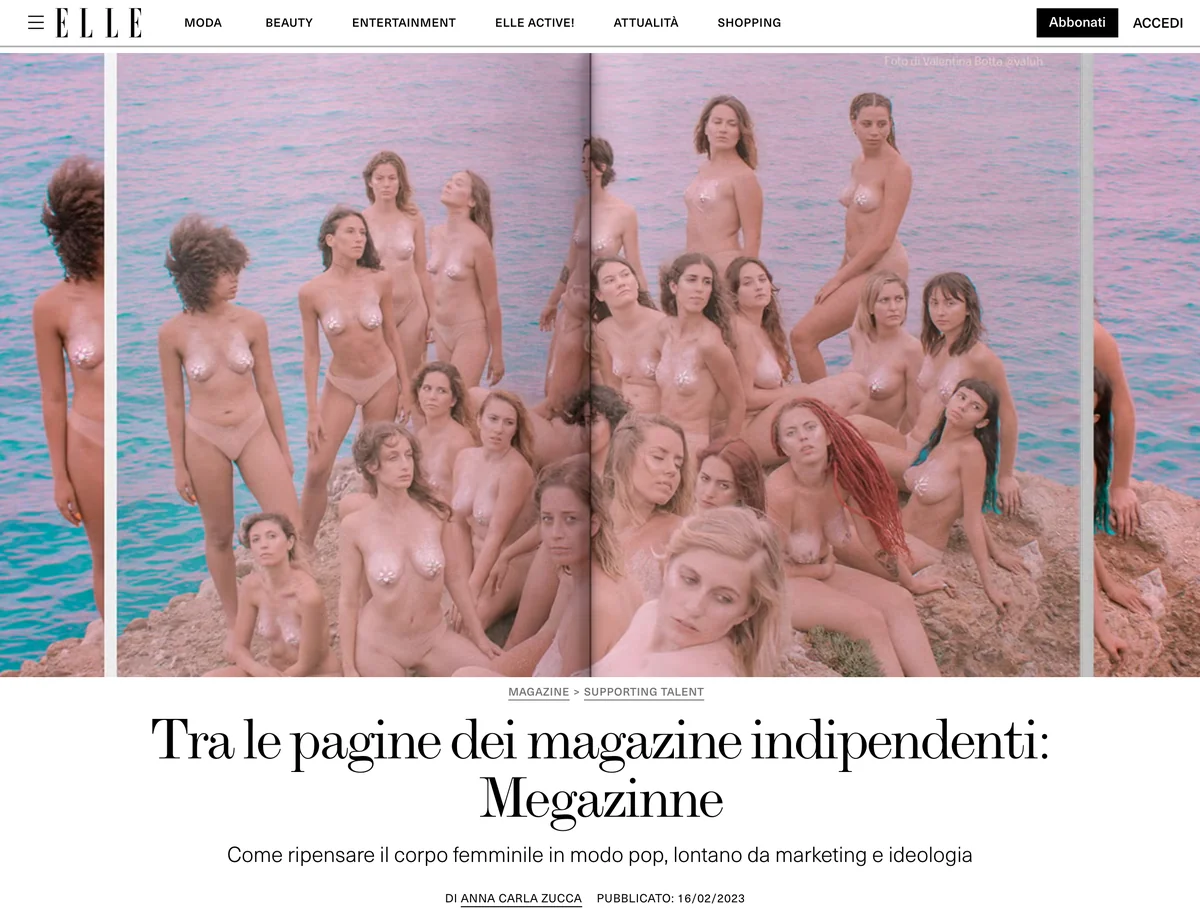 ELLE
MODA
BEAUTY
ENTERTAINMENT
ELLE ACTIVE!
ATTUALITÀ
SHOPPING
Abbonati
ACCEDI
Foto di Valentina Botta @valuh_
MAGAZINE > SUPPORTING TALENT
Tra le pagine dei magazine indipendenti:
Megazinne
Come ripensare il corpo femminile in modo pop, lontano da marketing e ideologia
DI ANNA CARLA ZUCCA PUBBLICATO: 16/02/2023